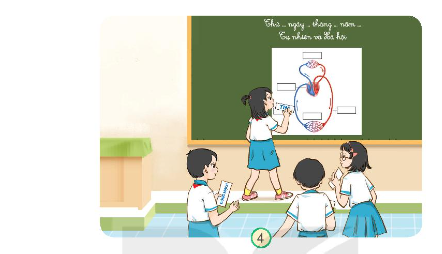 Thứ ... ngày ... tháng ... năm ...
Tự nhiên và Xã hội
4